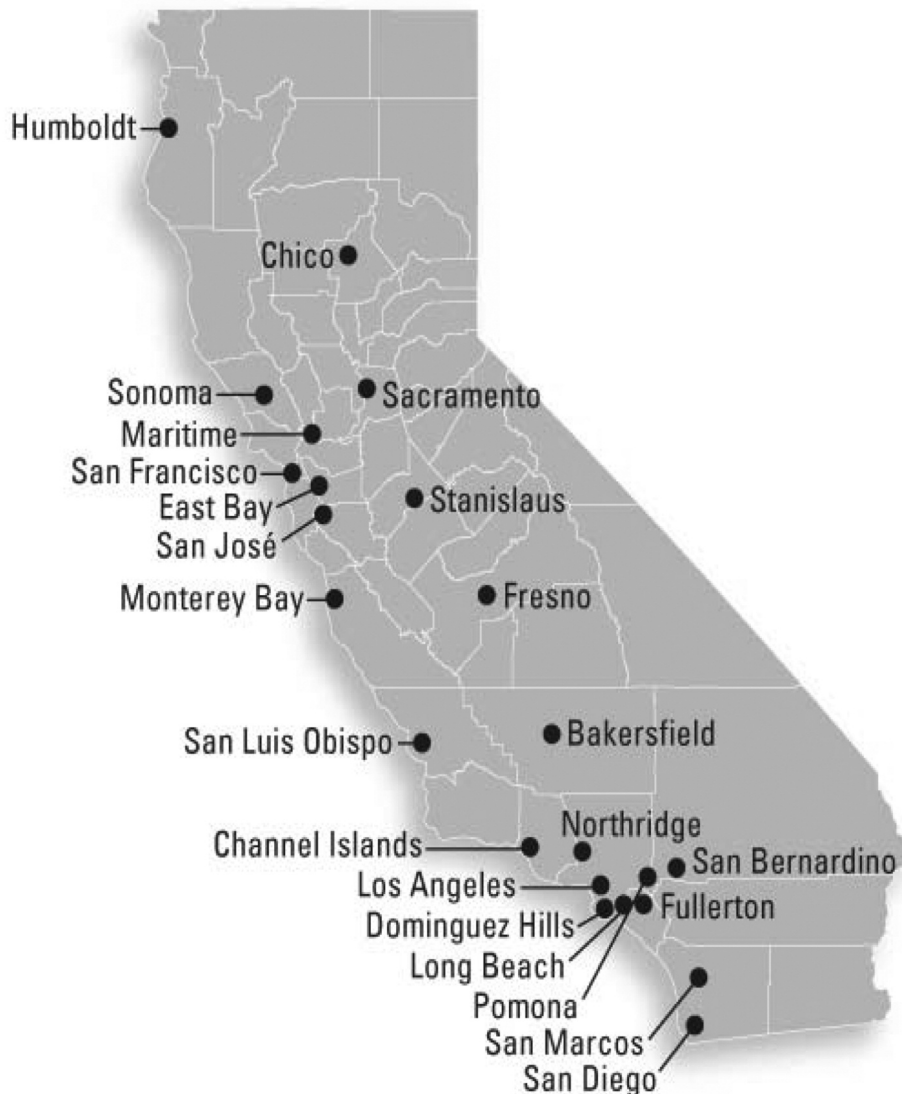 Humboldt
Chico
Sonoma
Sacramento
Maritime
San Francisco
East Bay
Stanislaus
San José
Monterey Bay
Fresno
San Luis Obispo
Bakersfield
Northridge
Channel Islands
San Bernardino
Los Angeles
Fullerton
Dominguez Hills
Long Beach
Pomona
San Marcos
San Diego